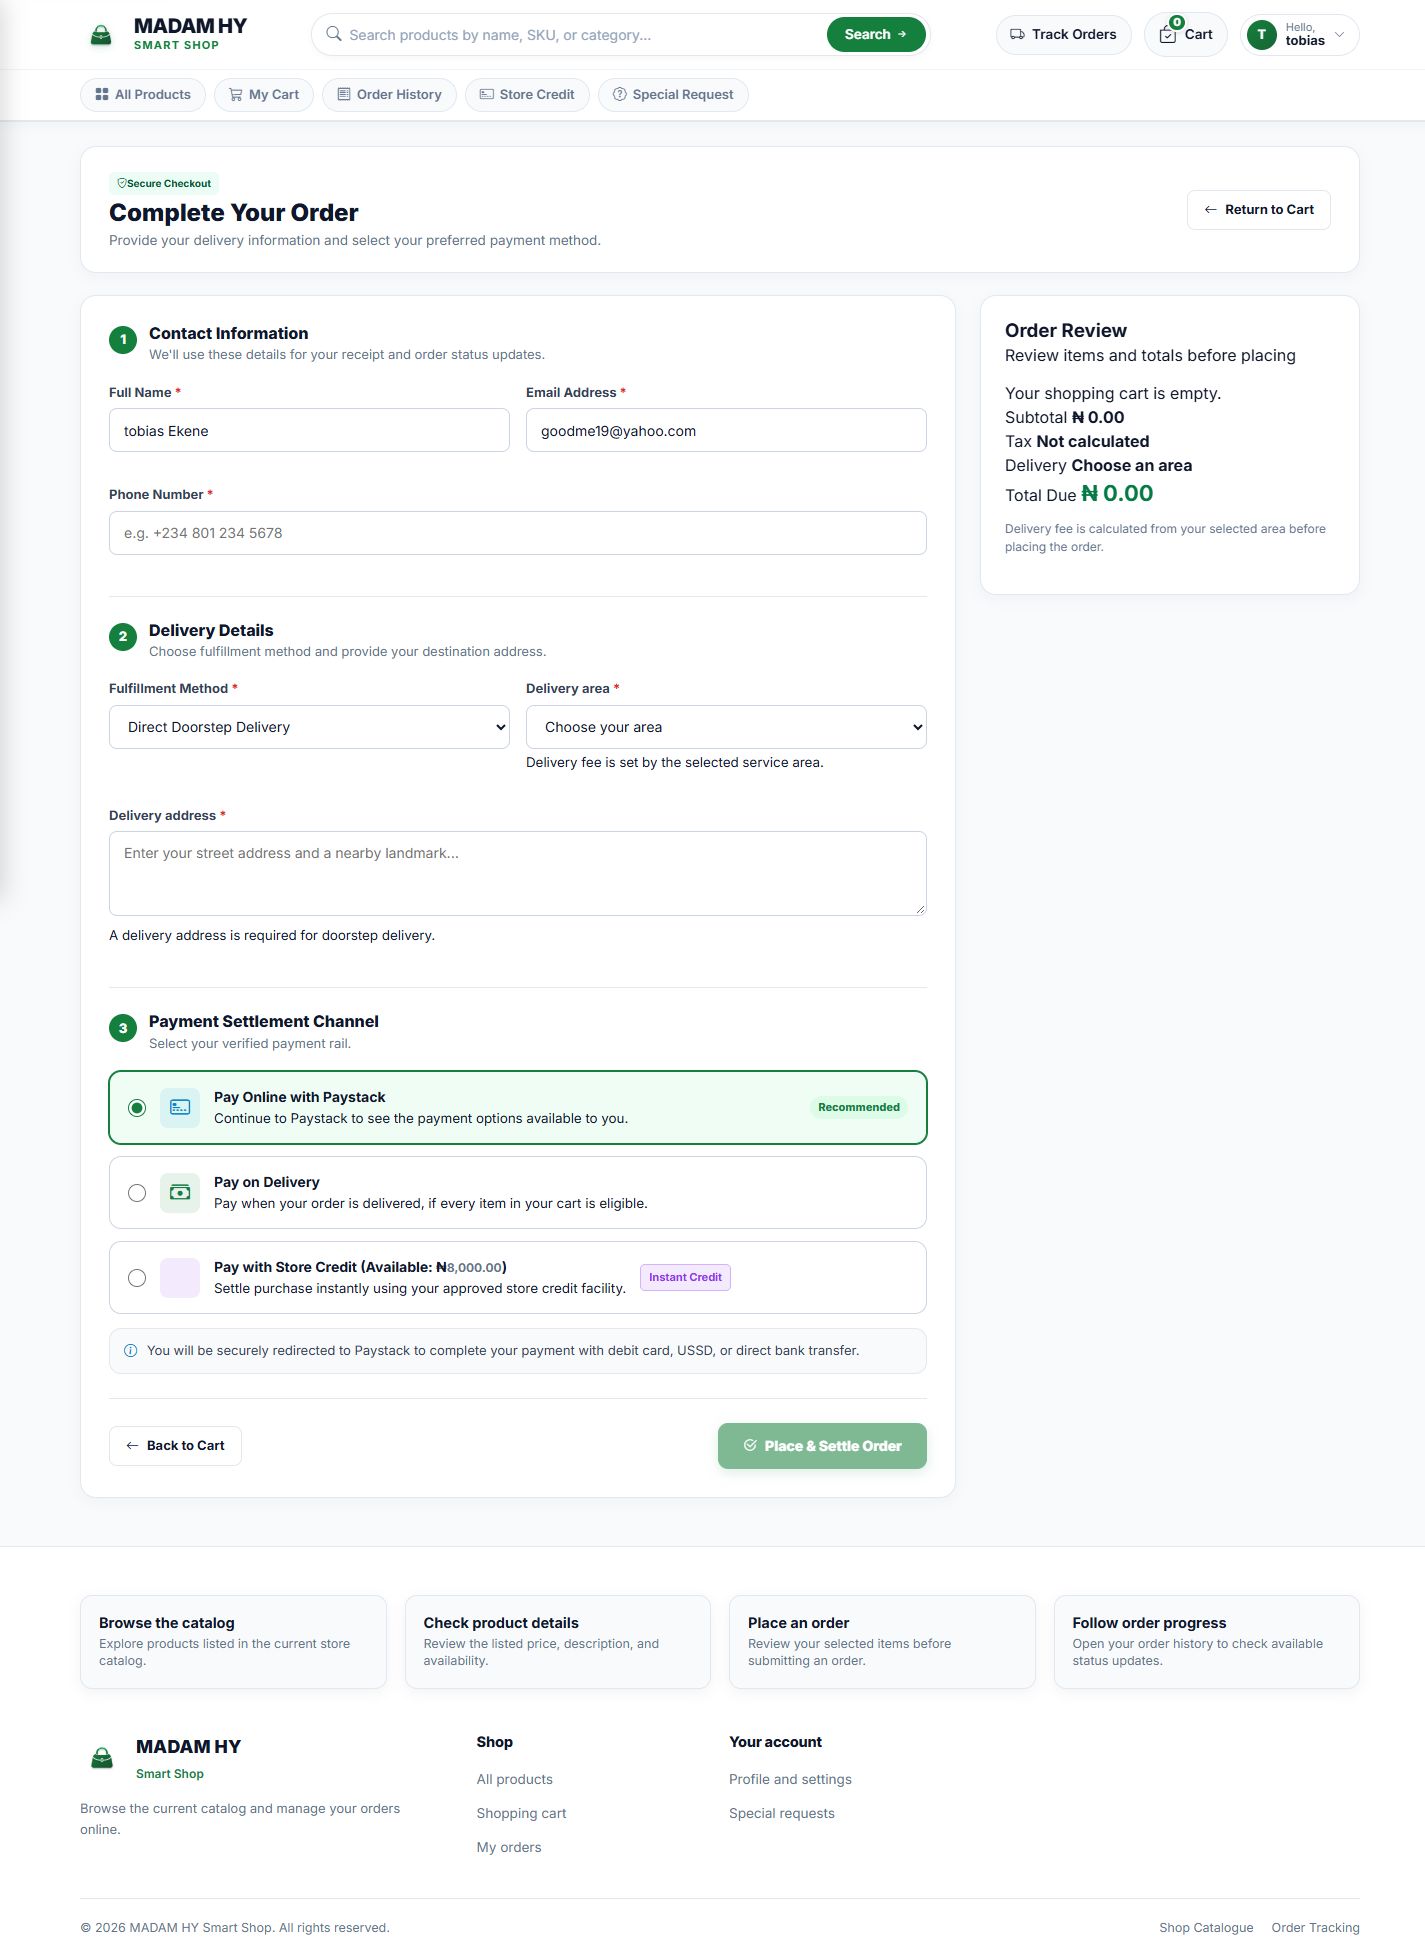 MADAM HY
SMART SHOP
Search products by name, SKU, or category...
Search
Track Orders
0
Cart
T
Hello,
tobias
All Products
My Cart
Order History
Store Credit
Special Request
Secure Checkout
Complete Your Order
Provide your delivery information and select your preferred payment method.
Return to Cart
1
Contact Information
We'll use these details for your receipt and order status updates.
Full Name *
Email Address *
tobias Ekene
goodme19@yahoo.com
Phone Number *
e.g. +234 801 234 5678
2
Delivery Details
Choose fulfillment method and provide your destination address.
Fulfillment Method *
Delivery area *
Direct Doorstep Delivery
Choose your area
Delivery fee is set by the selected service area.
Delivery address *
Enter your street address and a nearby landmark...
A delivery address is required for doorstep delivery.
3
Payment Settlement Channel
Select your verified payment rail.
Pay Online with Paystack
Continue to Paystack to see the payment options available to you.
Recommended
Pay on Delivery
Pay when your order is delivered, if every item in your cart is eligible.
Pay with Store Credit (Available: ₦8,000.00)
Settle purchase instantly using your approved store credit facility.
Instant Credit
You will be securely redirected to Paystack to complete your payment with debit card, USSD, or direct bank transfer.
Back to Cart
Place & Settle Order
Order Review
Review items and totals before placing
Your shopping cart is empty.
Subtotal ₦ 0.00
Tax Not calculated
Delivery Choose an area
Total Due ₦ 0.00
Delivery fee is calculated from your selected area before
placing the order.
Browse the catalog
Explore products listed in the current store
catalog.
Check product details
Review the listed price, description, and
availability.
Place an order
Review your selected items before
submitting an order.
Follow order progress
Open your order history to check available
status updates.
MADAM HY
Smart Shop
Browse the current catalog and manage your orders
online.
Shop
All products
Shopping cart
My orders
Your account
Profile and settings
Special requests
© 2026 MADAM HY Smart Shop. All rights reserved.
Shop Catalogue
Order Tracking